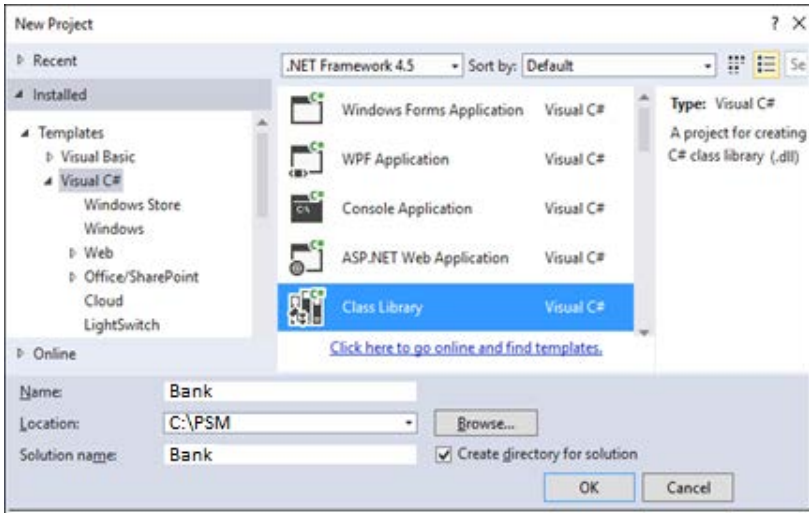 New Project
? ×
Recent
.NET Framework 4.5
Sort by: Default
Se
Installed
Templates
Visual Basic
Visual C#
Windows Store
Windows
Web
Office/SharePoint
Cloud
LightSwitch
Online
Windows Forms Application Visual C#
WPF Application Visual C#
Console Application Visual C#
ASP.NET Web Application Visual C#
Class Library Visual C#
Click here to go online and find templates.
Type: Visual C#
A project for creating
C# class library (.dll)
Name: Bank
Location: C:\PSM
Browse...
Solution name: Bank
Create directory for solution
OK
Cancel